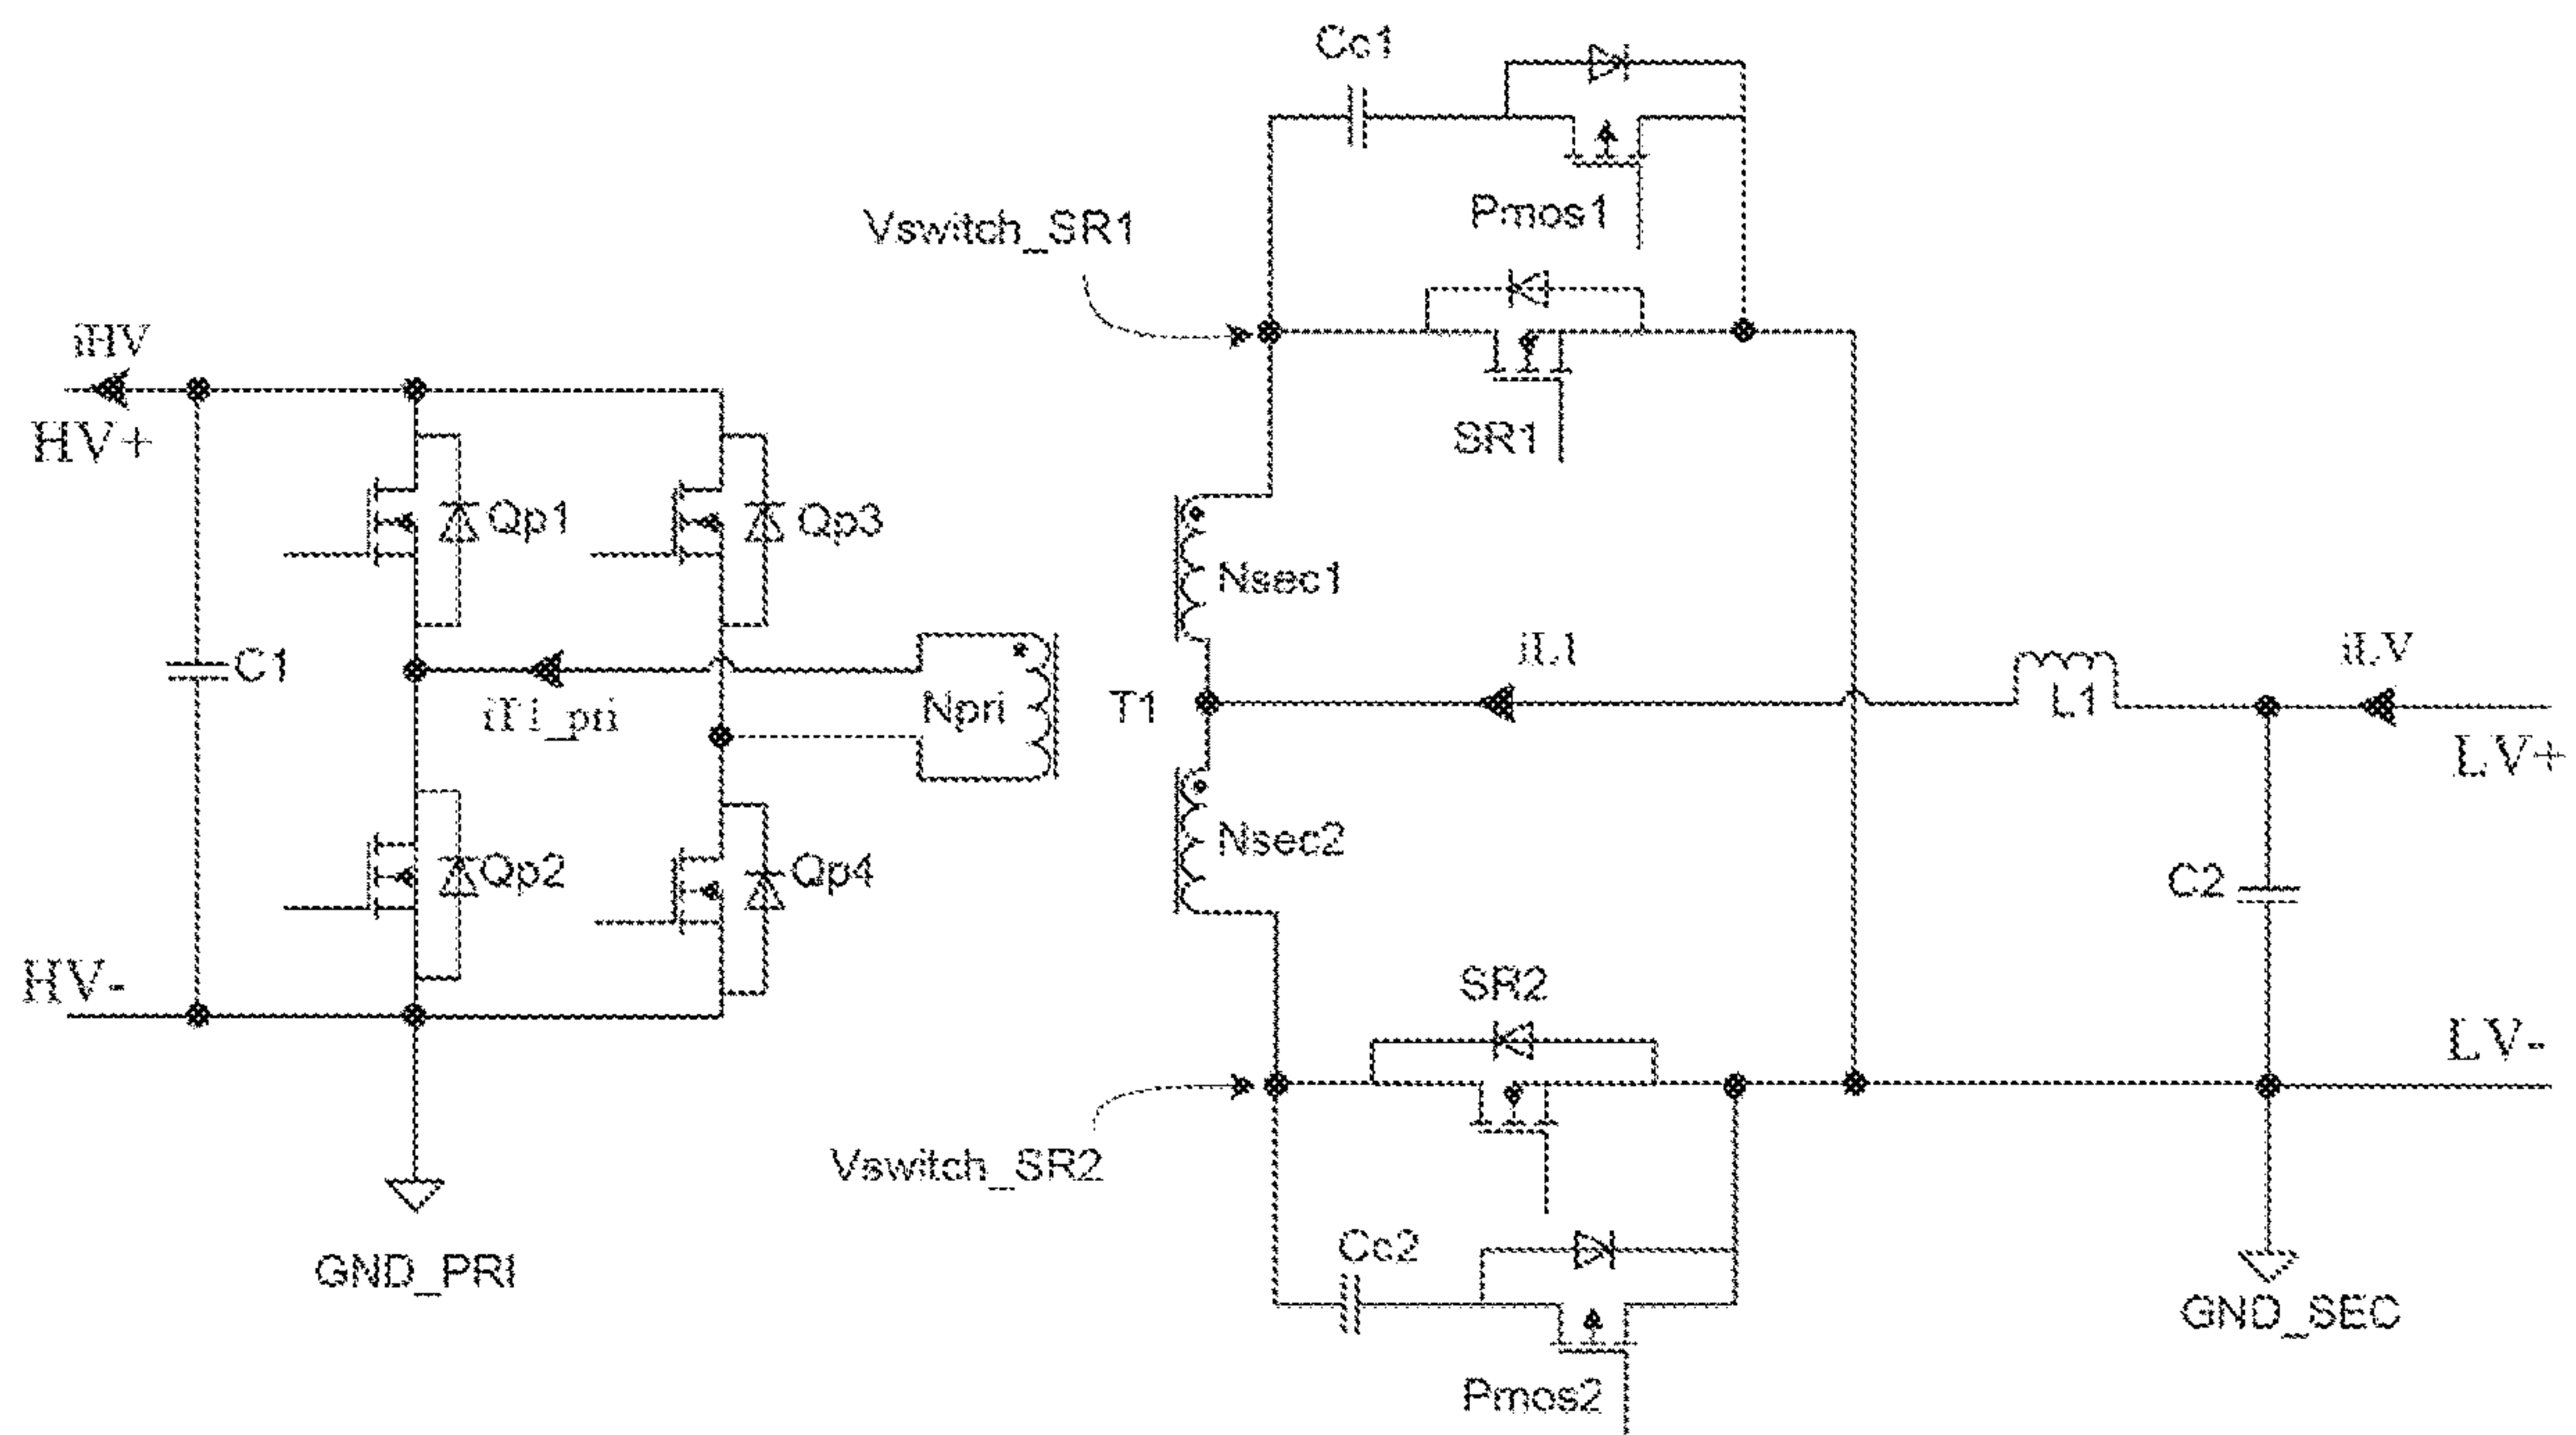 Cc1
Pmos1
Vswitch_SR1
SR1
iHV
HV+
Qp1
Qp3
Nsec1
C1
iT1_pri
Npri
T1
iL1
L1
iLV
LV+
Nsec2
Qp2
Qp4
C2
HV-
SR2
LV-
Vswitch_SR2
Cc2
GND_PRI
GND_SEC
Pmos2